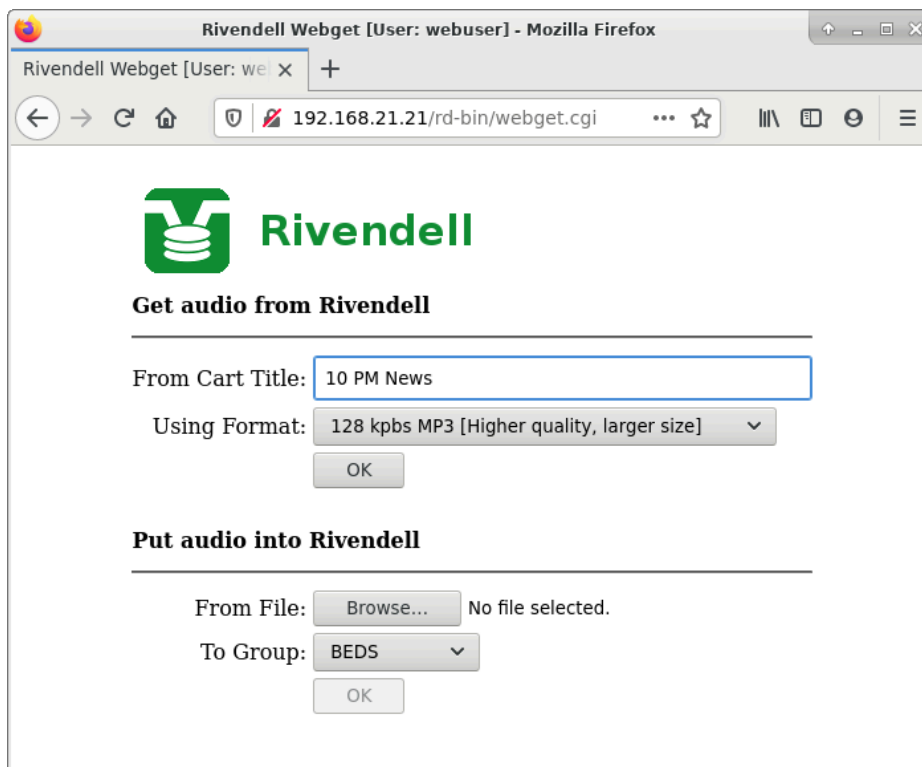 Rivendell Webget [User: webuser] - Mozilla Firefox
Rivendell Webget [User: we
192.168.21.21/rd-bin/webget.cgi
Rivendell
Get audio from Rivendell
From Cart Title: 10 PM News
Using Format: 128 kpbs MP3 [Higher quality, larger size]
OK
Put audio into Rivendell
From File: Browse... No file selected.
To Group: BEDS
OK